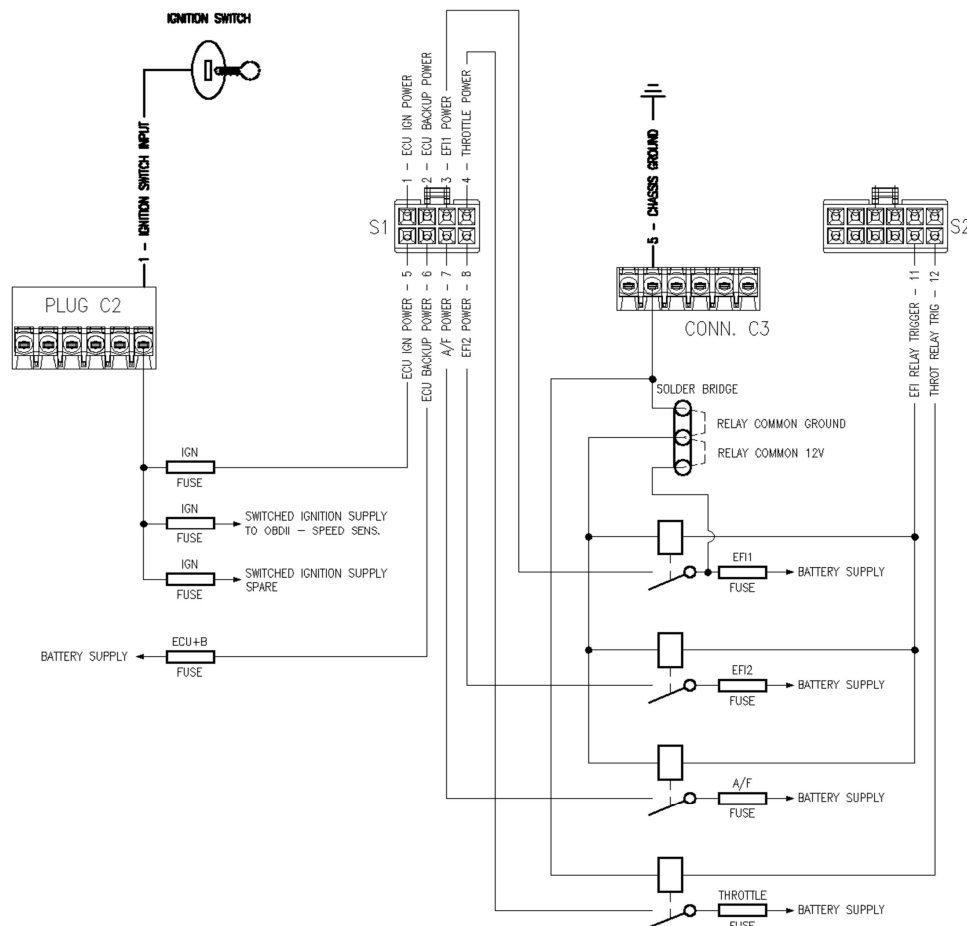 IGNITION SWITCH
1 - IGNITION SWITCH INPUT
1 - ECU IGN POWER
2 - ECU BACKUP POWER
3 - EFI1 POWER
4 - THROTTLE POWER
5 - CHASSIS GROUND
S1
S2
PLUG C2
CONN. C3
ECU IGN POWER - 5
ECU BACKUP POWER - 6
A/F POWER - 7
EFI2 POWER - 8
EFI RELAY TRIGGER - 11
THROT RELAY TRIG - 12
SOLDER BRIDGE
RELAY COMMON GROUND
RELAY COMMON 12V
IGN
FUSE
IGN
FUSE
SWITCHED IGNITION SUPPLY
TO OBDII - SPEED SENS.
IGN
FUSE
SWITCHED IGNITION SUPPLY
SPARE
EFI1
FUSE
BATTERY SUPPLY
BATTERY SUPPLY
ECU+B
FUSE
EFI2
FUSE
BATTERY SUPPLY
A/F
FUSE
BATTERY SUPPLY
THROTTLE
FUSE
BATTERY SUPPLY